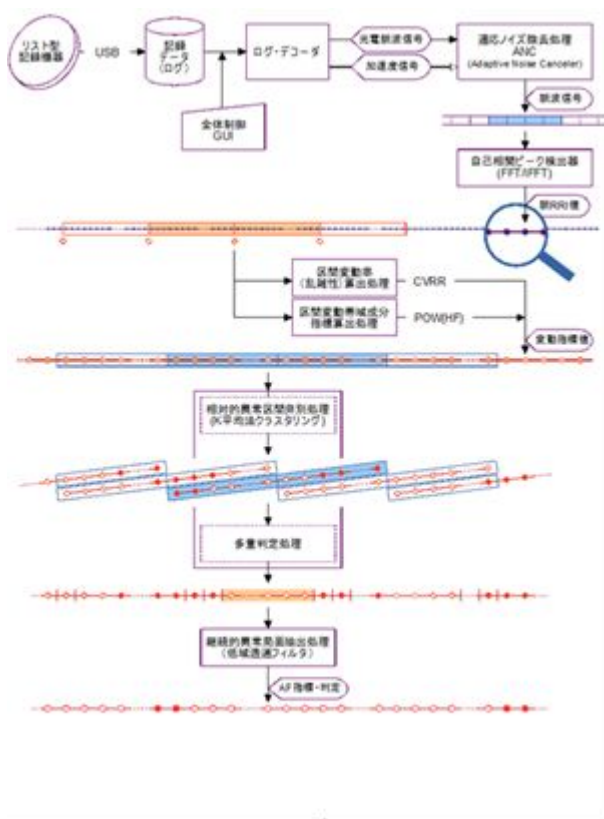 リスト型
記録機器
USB
記録
データ
(ログ)
ログ・デコーダ
光電脈波信号
加速度信号
適応ノイズ除去処理
ANC
(Adaptive Noise Canceler)
全体制御
GUI
脈波信号
自己相関ピーク検出器
(FFT/IFFT)
脈RRI値
区間変動率
(乱雑性)算出処理
CVRR
区間変動帯域成分
指標算出処理
POW(HF)
変動指標値
相対的異常区間弁別処理
(K平均法クラスタリング)
多重判定処理
継続的異常局面抽出処理
(低域透過フィルタ)
AF指標・判定